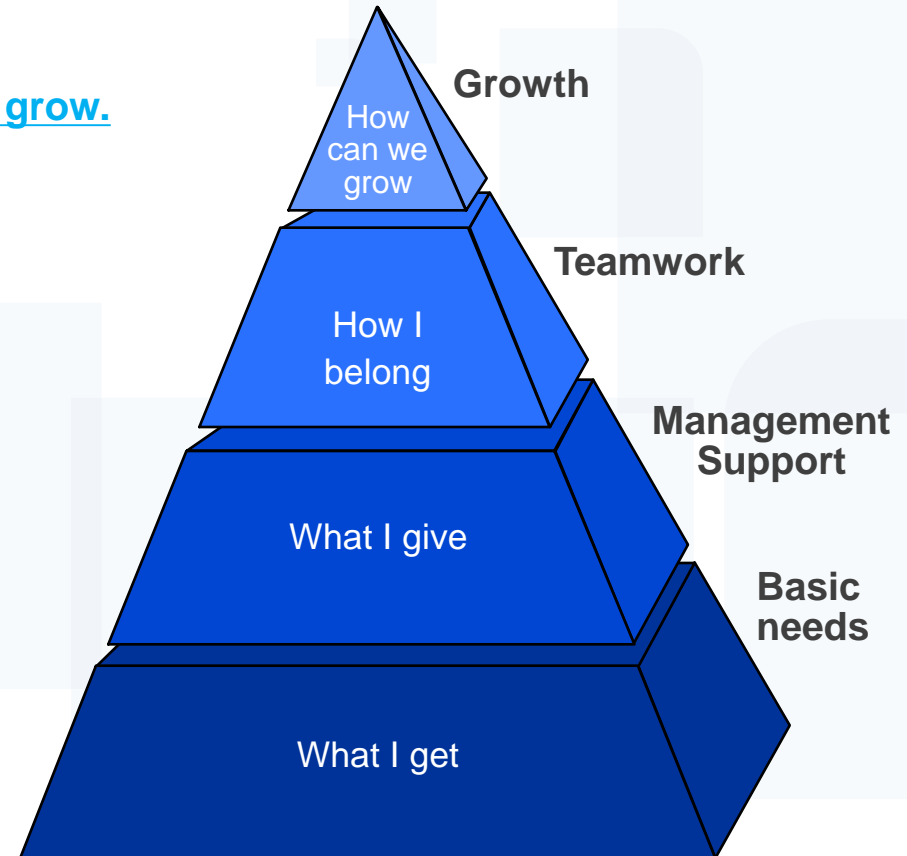 Growth
grow.
How
can we
grow
Teamwork
How I
belong
Management
Support
What I give
Basic
needs
What I get